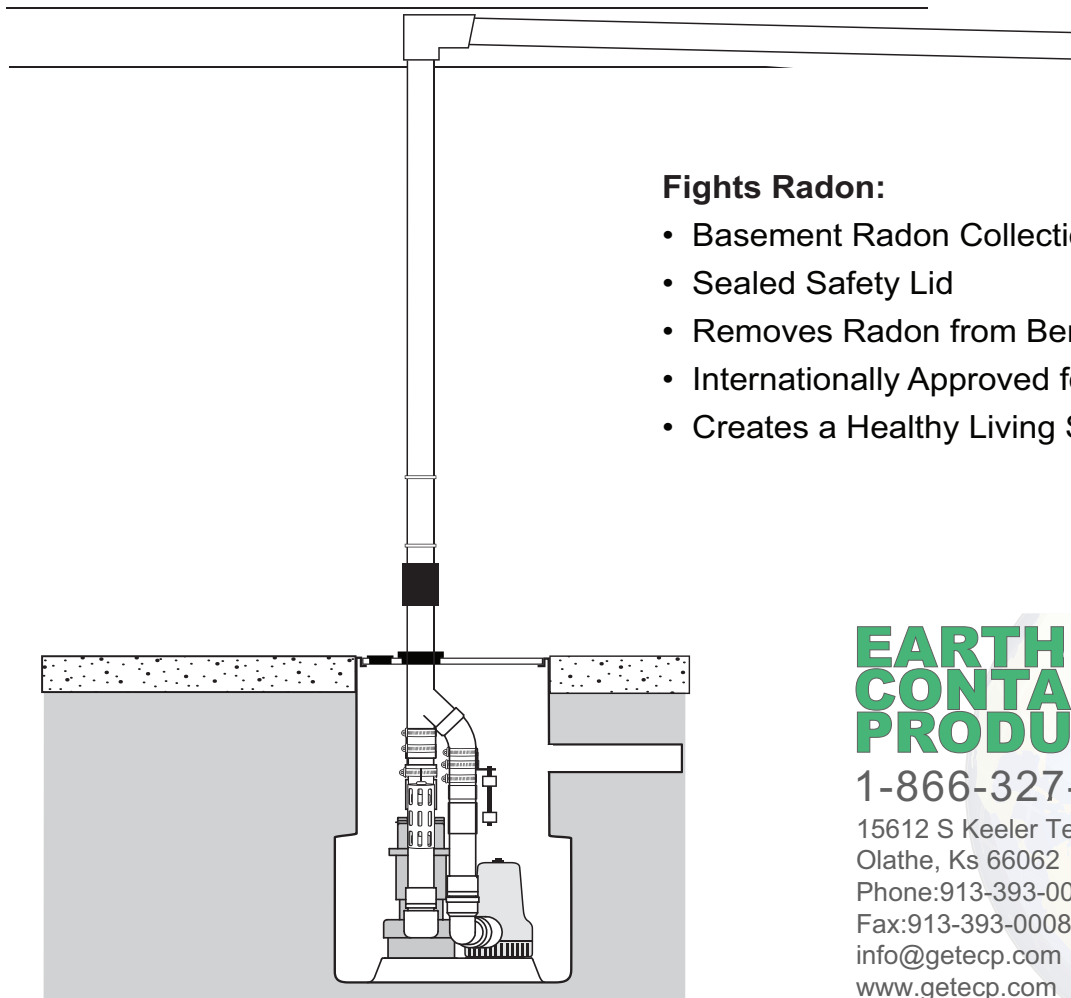 Fights Radon:
• Basement Radon Collecti
• Sealed Safety Lid
• Removes Radon from Be
• Internationally Approved f
• Creates a Healthy Living
EARTH
CONTA
PRODU
1-866-327-
15612 S Keeler Te
Olathe, Ks 66062
Phone:913-393-00
Fax:913-393-0008
info@getecp.com
www.getecp.com